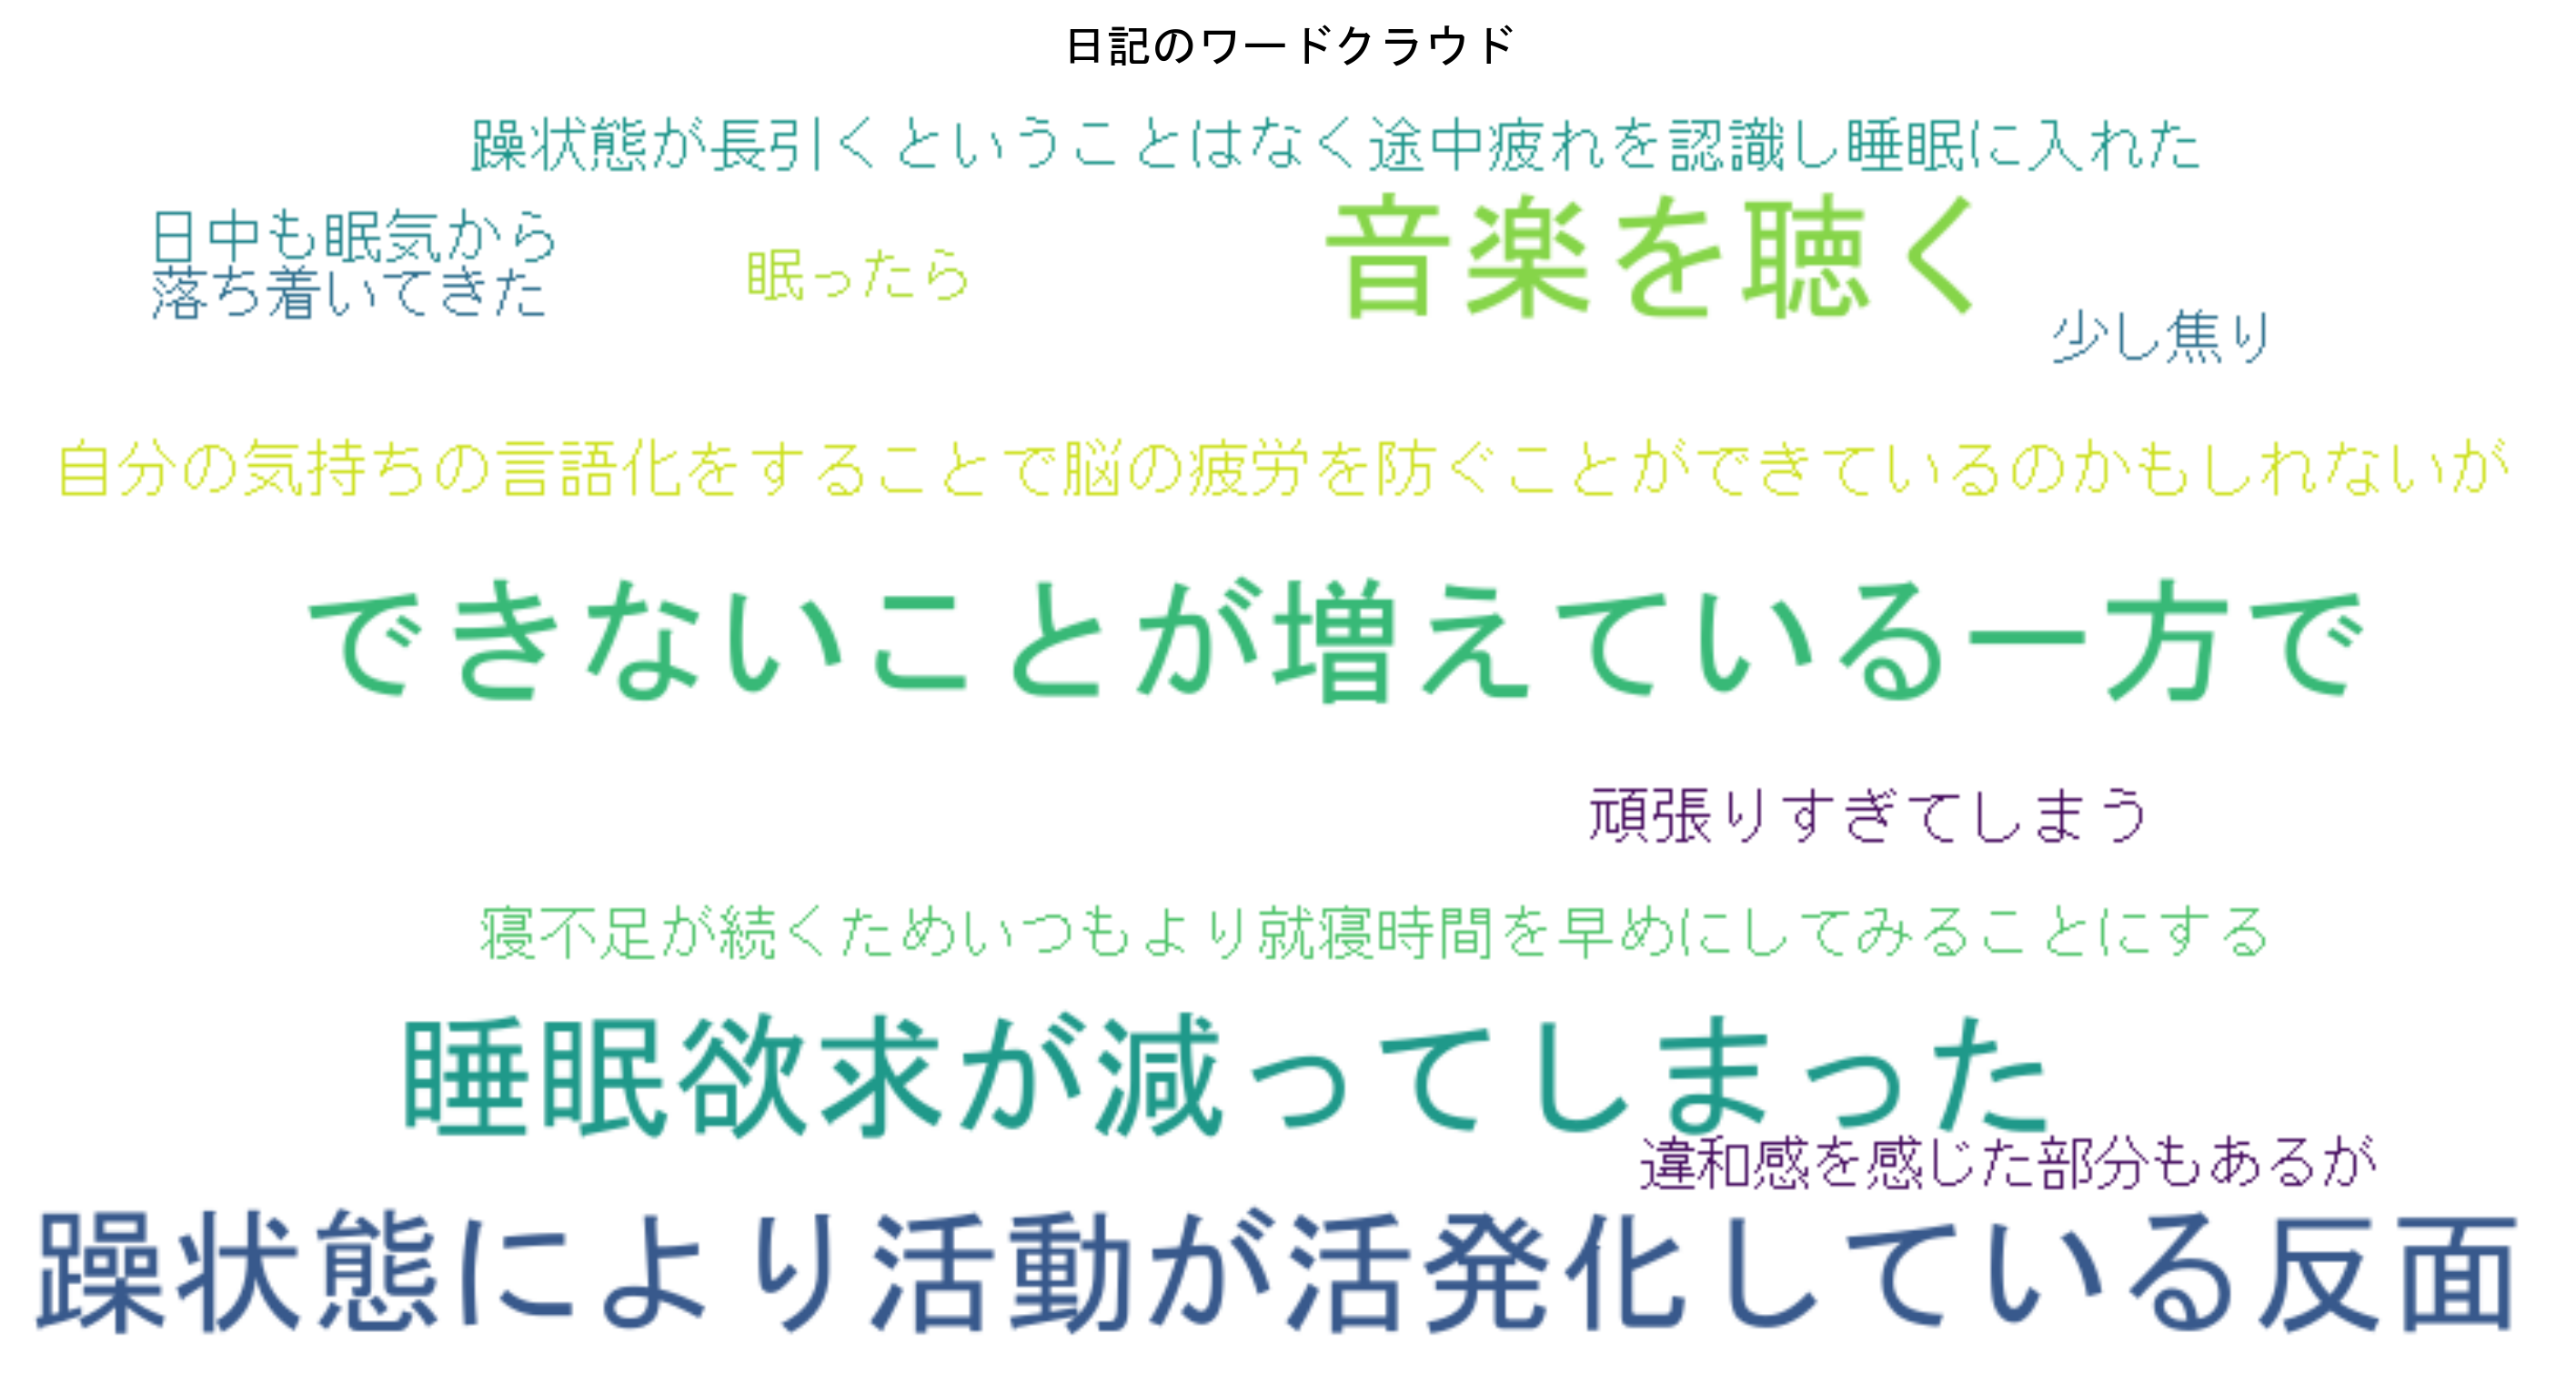 日記のワードクラウド
躁状態が長引くということはなく途中疲れを認識し睡眠に入れた
日中も眠気から
眠ったら
音楽を聴く
落ち着いてきた
少し焦り
自分の気持ちの言語化をすることで脳の疲労を防ぐことができているのかもしれないが
できないことが増えている一方で
頑張りすぎてしまう
寝不足が続くためいつもより就寝時間を早めにしてみることにする
睡眠欲求が減ってしまった
違和感を感じた部分もあるが
躁状態により活動が活発化している反面